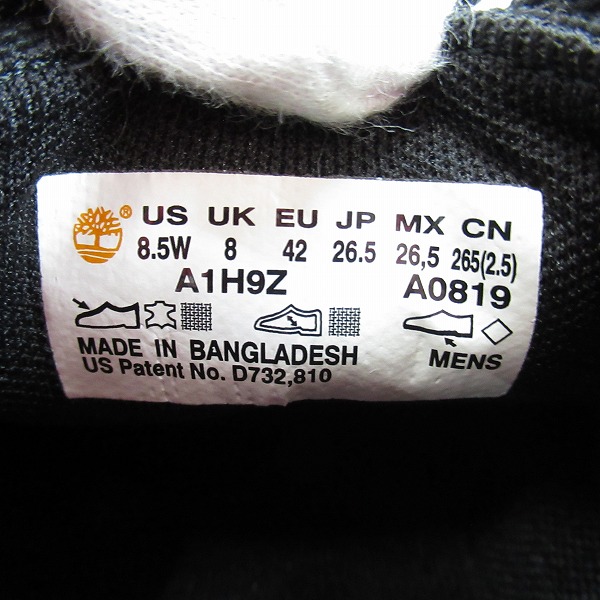 ® US UK EU JP MX CN
8.5W 8 42 26.5 26,5 265(2.5)
A1H9Z A0819
MADE IN BANGLADESH MENS
US Patent No. D732,810